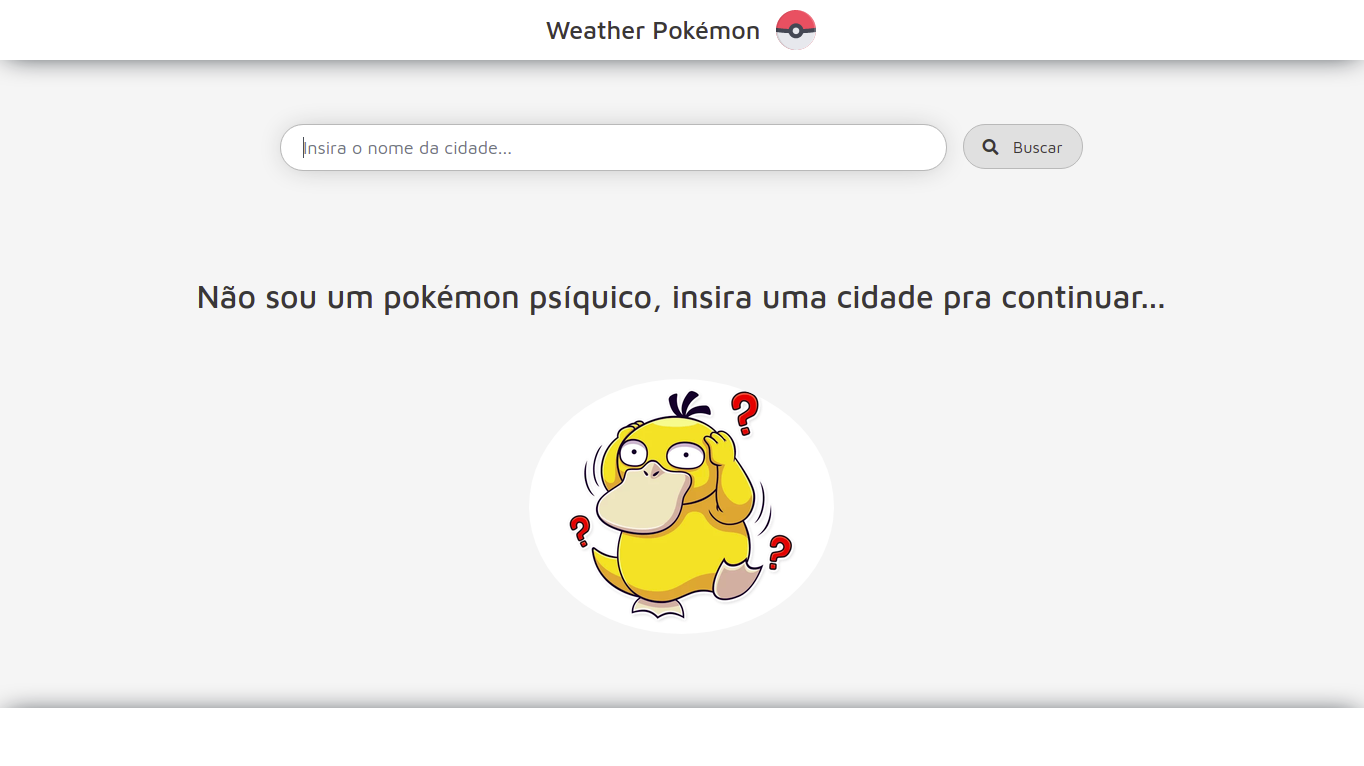 Weather Pokémon
Insira o nome da cidade...
Buscar
Não sou um pokémon psíquico, insira uma cidade pra continuar...
? 
?
?